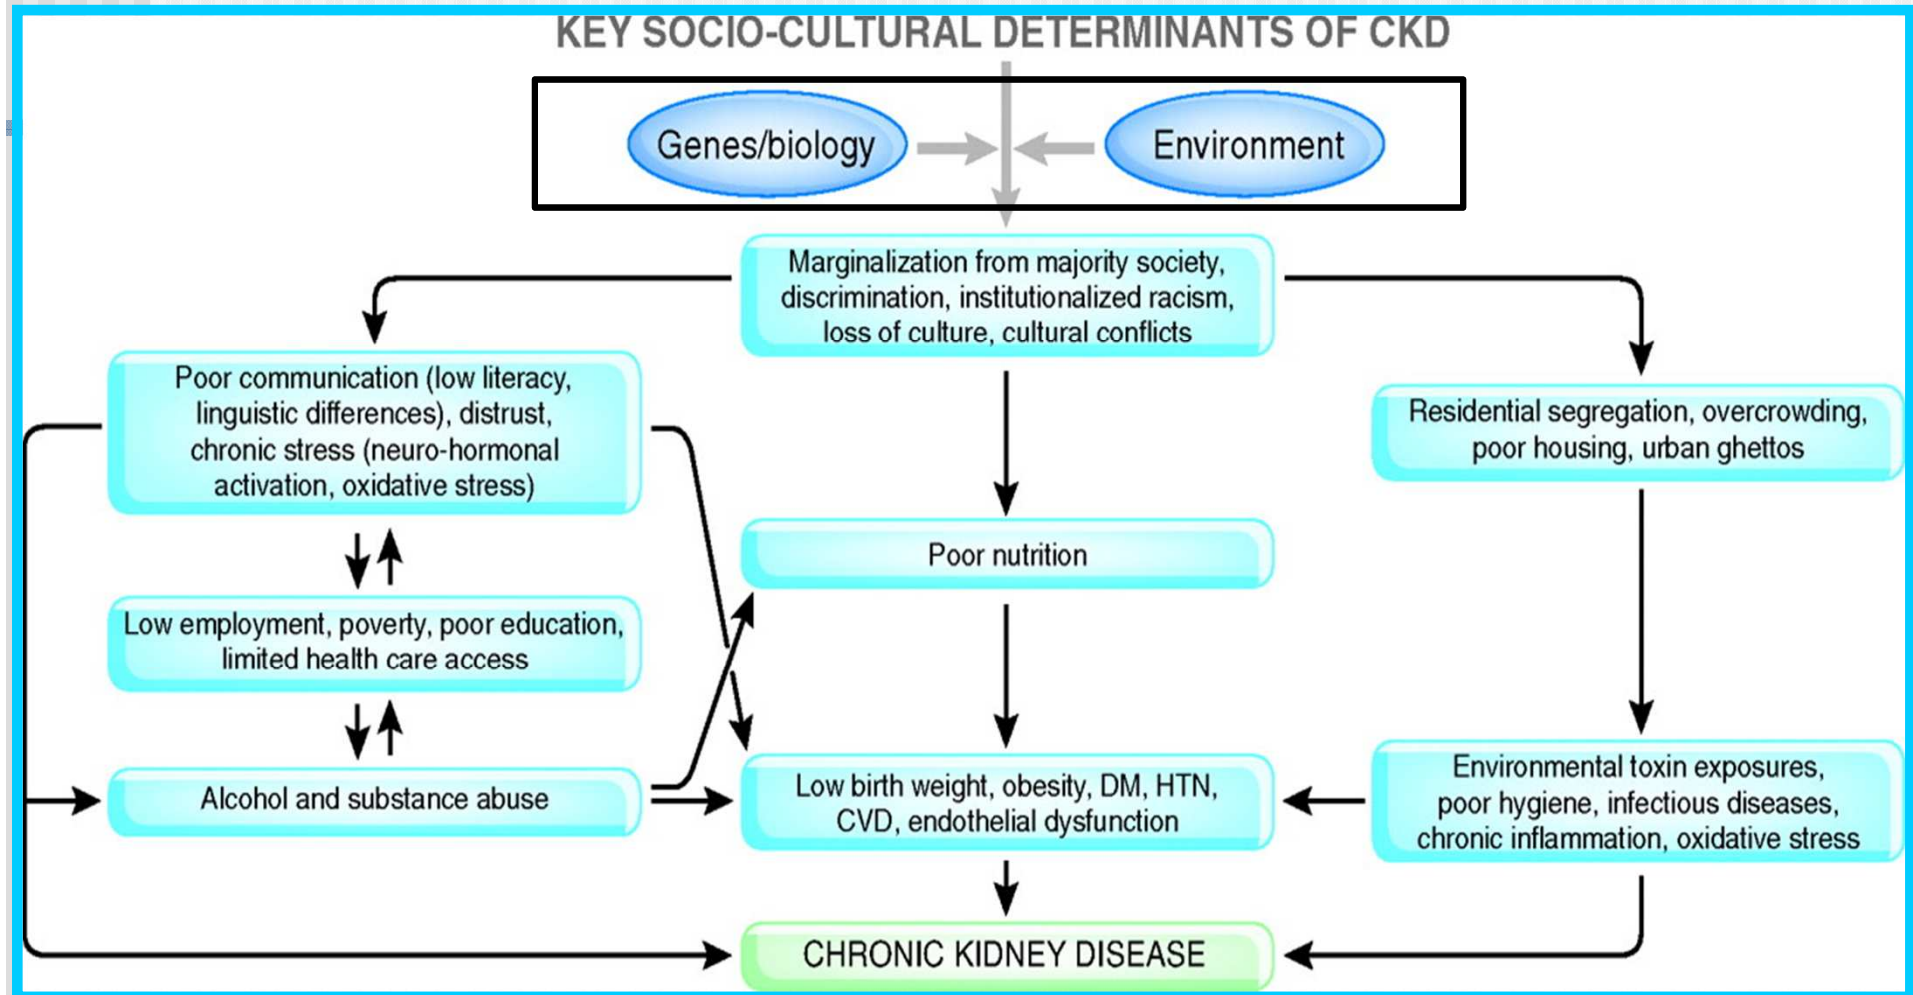 KEY SOCIO-CULTURAL DETERMINANTS OF CKD
Genes/biology
Environment
Marginalization from majority society,
discrimination, institutionalized racism,
loss of culture, cultural conflicts
Poor communication (low literacy,
linguistic differences), distrust,
chronic stress (neuro-hormonal
activation, oxidative stress)
Residential segregation, overcrowding,
poor housing, urban ghettos
Poor nutrition
Low employment, poverty, poor education,
limited health care access
Alcohol and substance abuse
Low birth weight, obesity, DM, HTN,
CVD, endothelial dysfunction
Environmental toxin exposures,
poor hygiene, infectious diseases,
chronic inflammation, oxidative stress
CHRONIC KIDNEY DISEASE